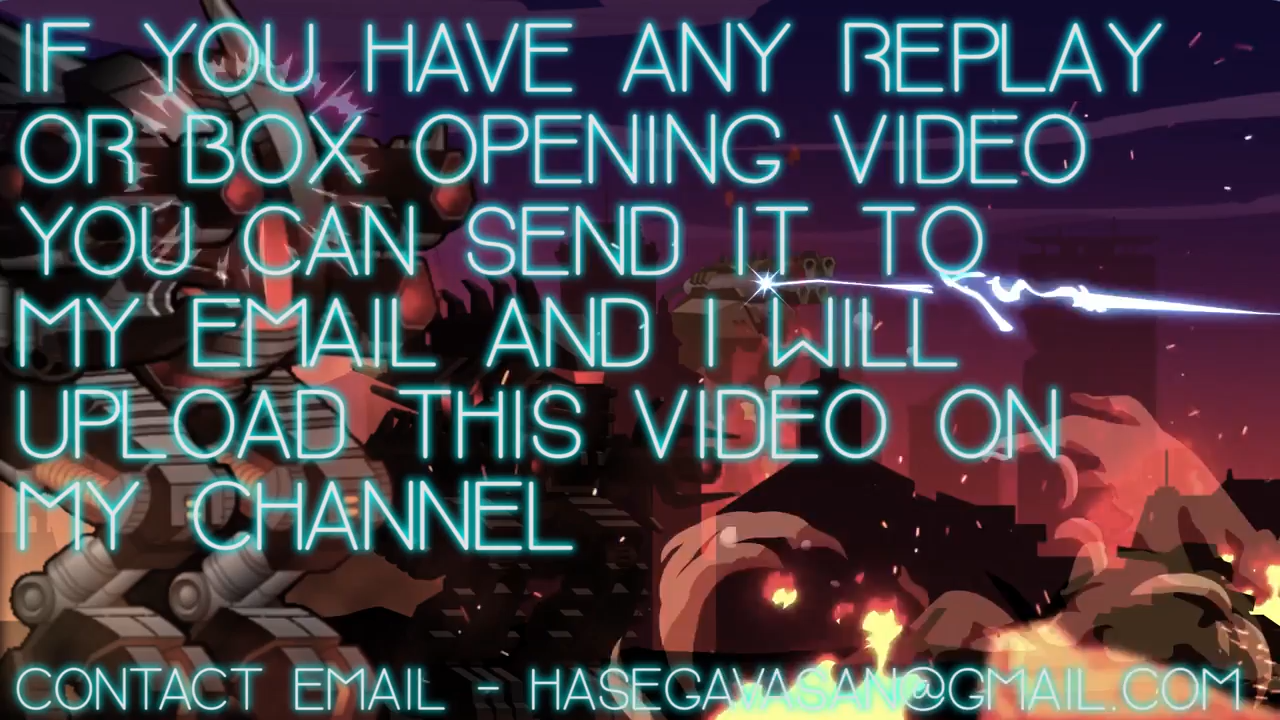 IF YOU HAVE ANY REPLAY
OR BOX OPENING VIDEO
YOU CAN SEND IT TO
MY EMAIL AND I WILL
UPLOAD THIS VIDEO ON
MY CHANNEL
CONTACT EMAIL - HASEGAVASAN@GMAIL.COM